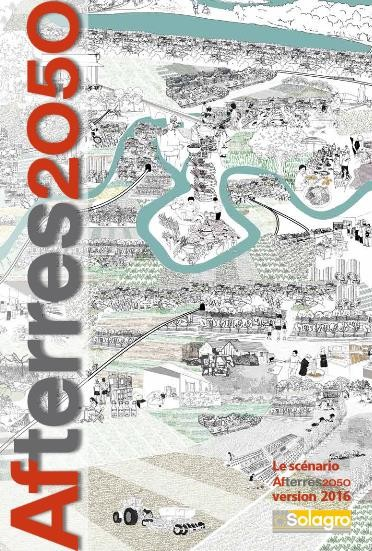 Afterres2050
Le scénario
Afterres2050
version 2016
Solagro